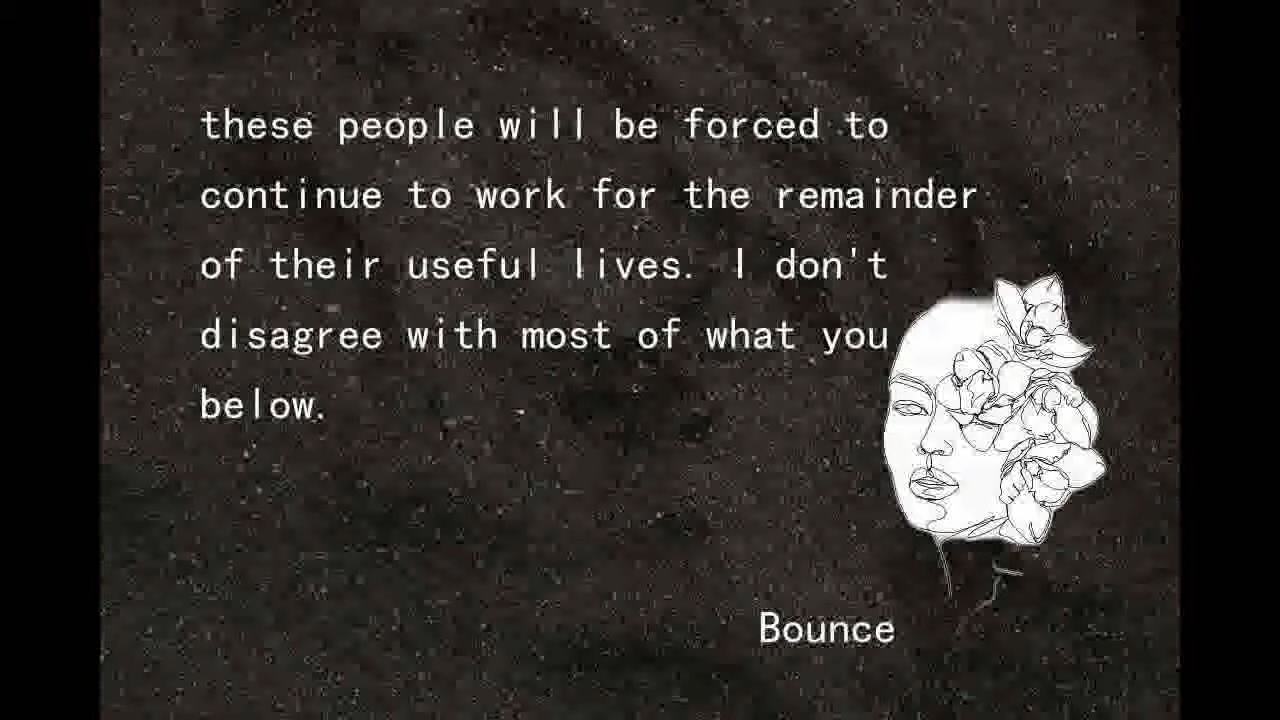 these people will be forced to
continue to work for the remainder
of their useful lives. I don't
disagree with most of what you
below.
Bounce